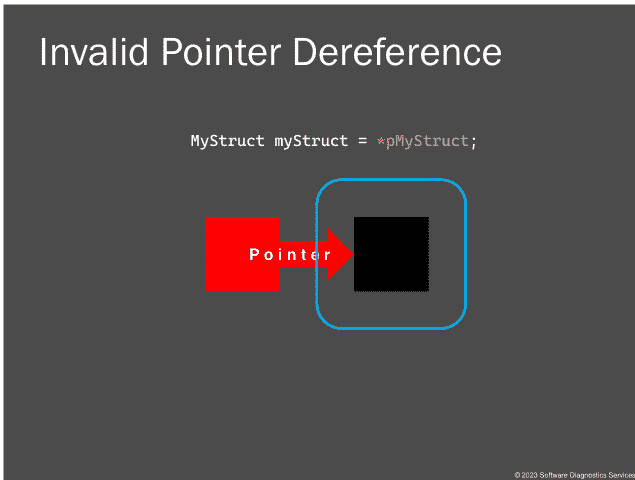 Invalid Pointer Dereference
MyStruct myStruct = *pMyStruct;
Pointer
© 2023 Software Diagnostics Services